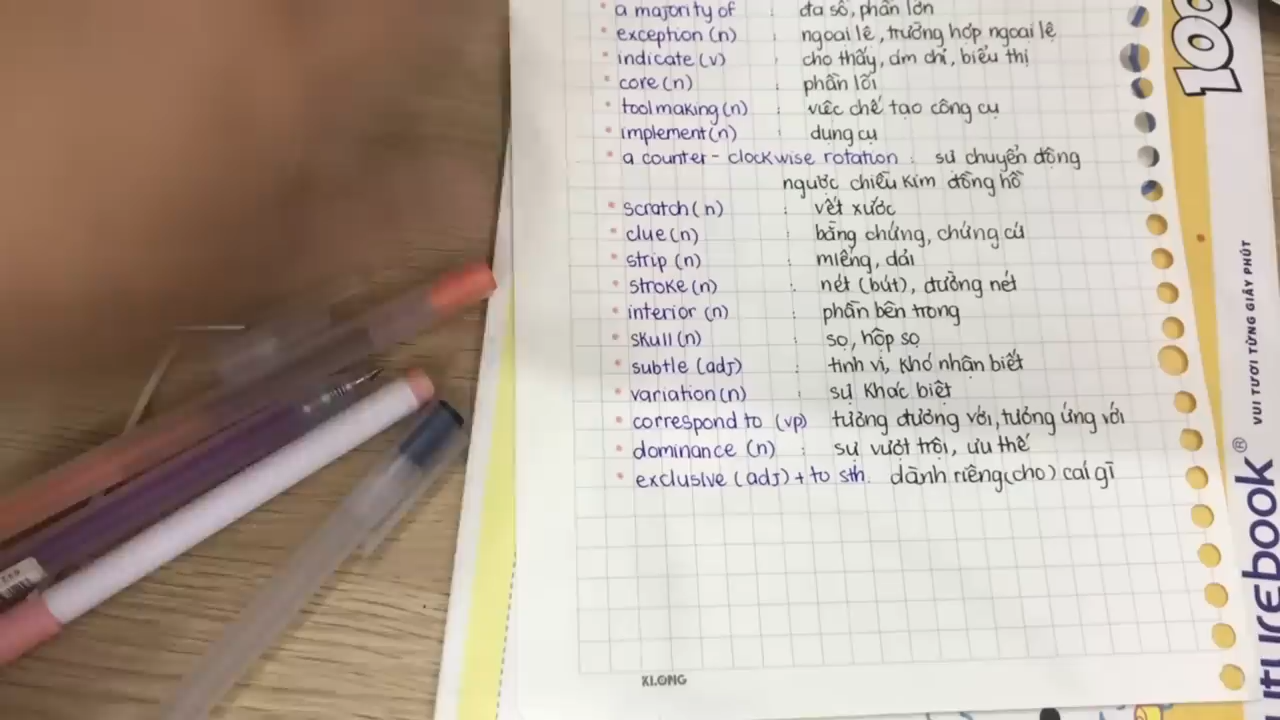 a majority of : đa số, phần lớn
exception (n) : ngoại lệ, trường hợp ngoại lệ
indicate (v) : cho thấy, ám chỉ, biểu thị
core (n) : phần lõi
tool making (n) : việc chế tạo công cụ
implement (n) : dụng cụ
a counter - clockwise rotation : sự chuyển động
ngược chiều kim đồng hồ
scratch (n) : vết xước
clue (n) : bằng chứng, chứng cứ
strip (n) : miếng, dải
stroke (n) : nét (bút), đường nét
interior (n) : phần bên trong
skull (n) : sọ, hộp sọ
subtle (adj) : tinh vi, khó nhận biết
variation (n) : sự khác biệt
correspond to (vp) tương đương với, tương ứng với
dominance (n) : sự vượt trội, ưu thế
exclusive (adj) + to sth. dành riêng (cho) cái gì
KLONG
100
VUI TƯƠI TỪNG GIÂY PHÚT
uturebook®